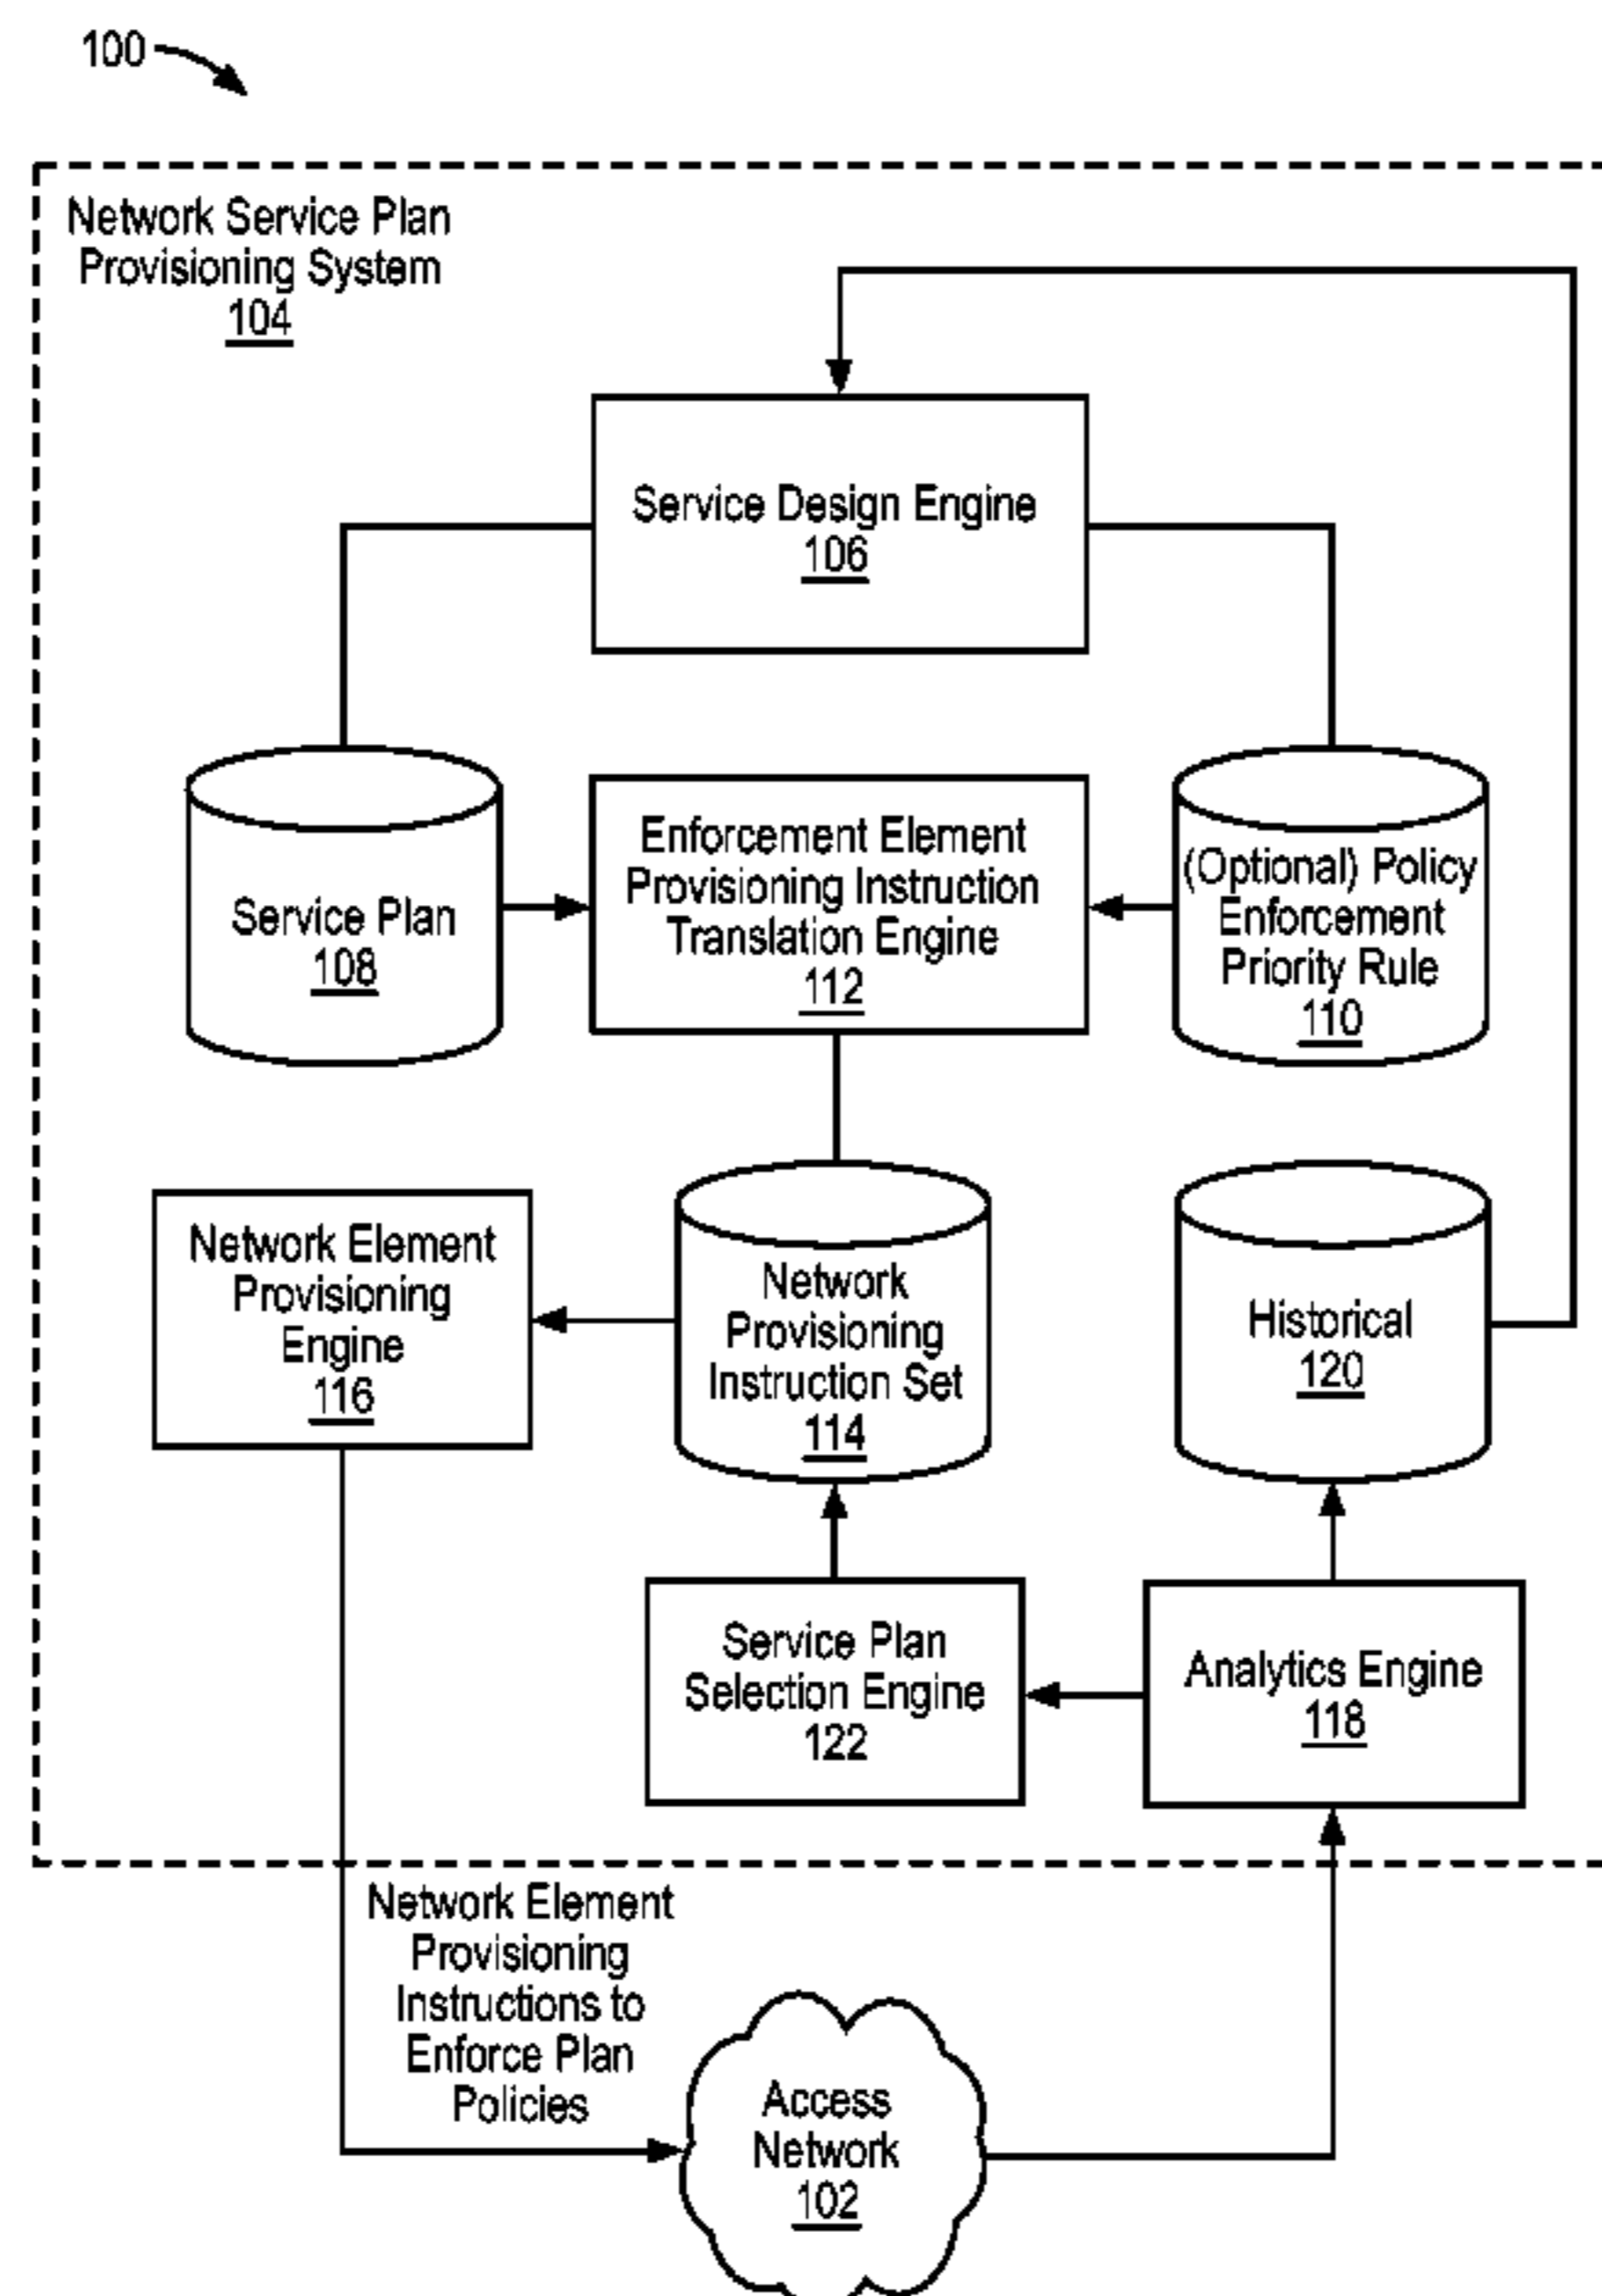 100
Network Service Plan
Provisioning System
104
Service Design Engine
106
Service Plan
108
Enforcement Element
Provisioning Instruction
Translation Engine
112
(Optional) Policy
Enforcement
Priority Rule
110
Network Element
Provisioning
Engine
116
Network
Provisioning
Instruction Set
114
Historical
120
Service Plan
Selection Engine
122
Analytics Engine
118
Network Element
Provisioning
Instructions to
Enforce Plan
Policies
Access
Network
102